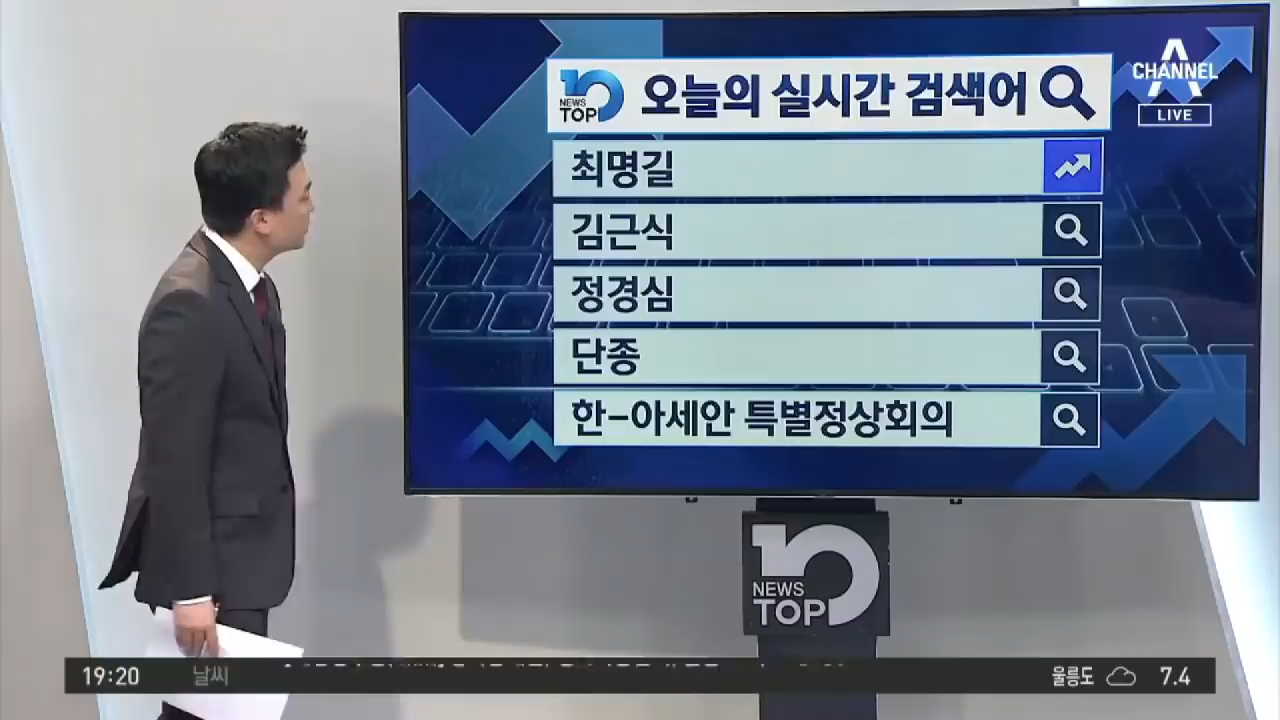 10
NEWS
TOP
오늘의 실시간 검색어
CHANNEL
LIVE
최명길
김근식
정경심
단종
한-아세안 특별정상회의
10
NEWS
TOP
19:20 날씨 울릉도 7.4